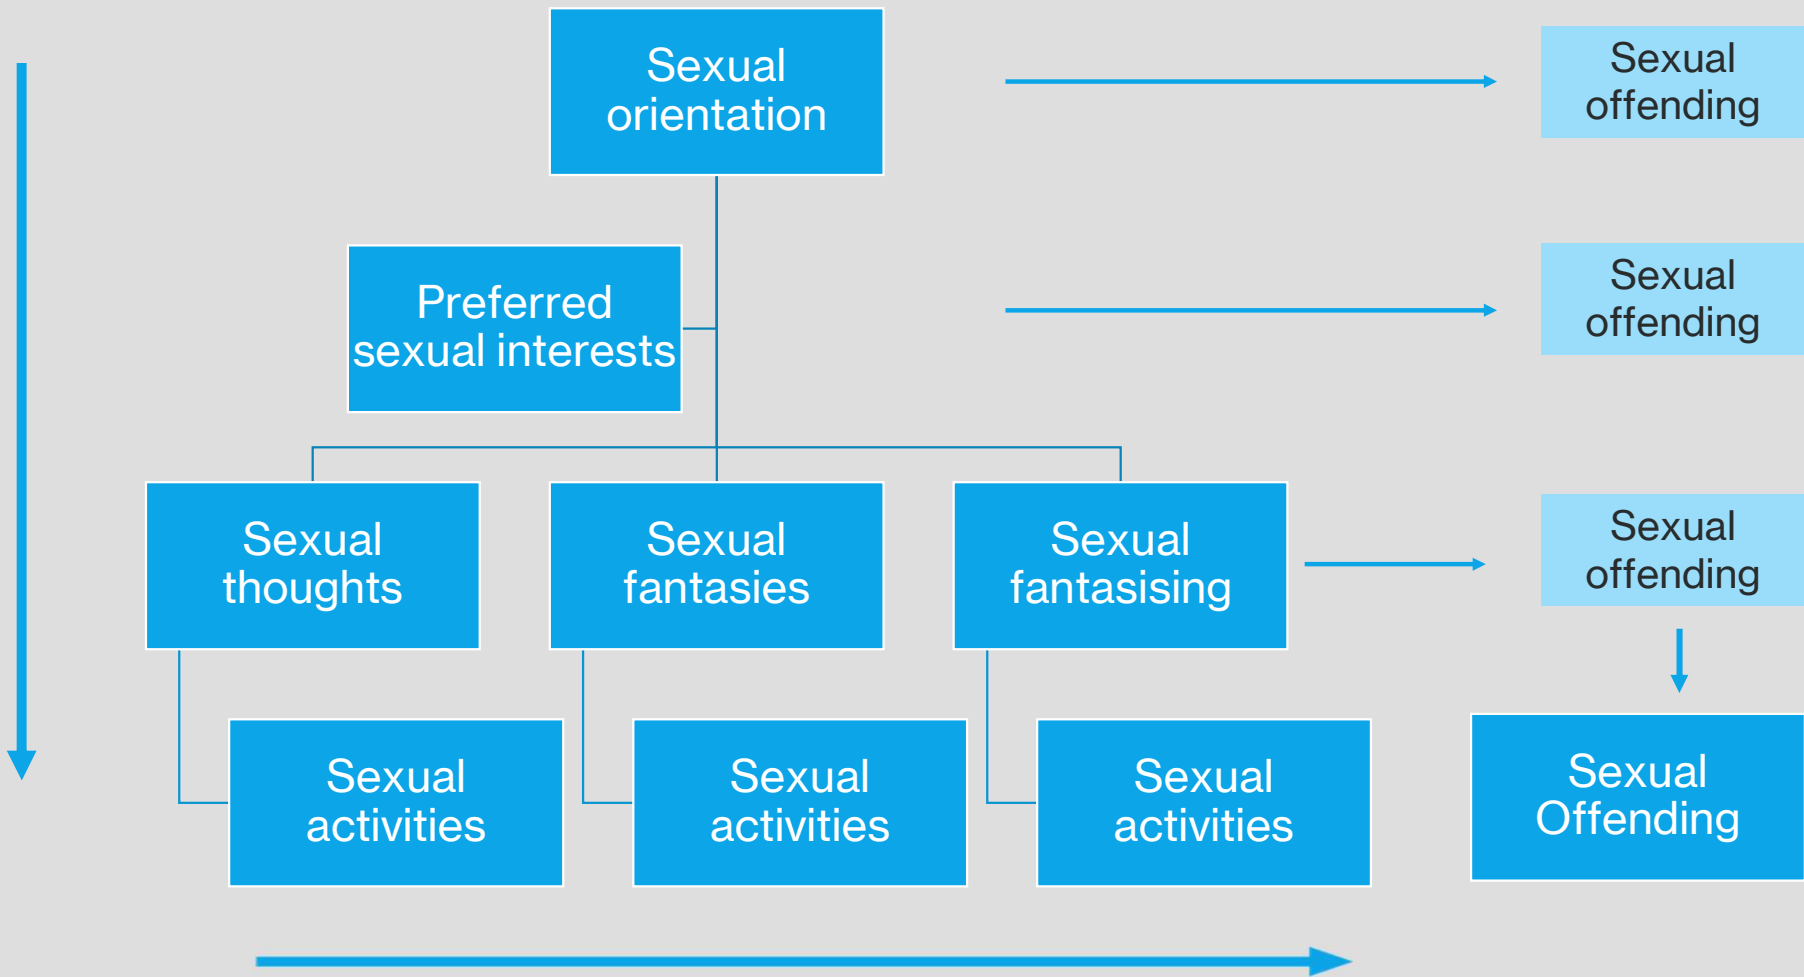 Sexual
orientation
Sexual
offending
Preferred
sexual interests
Sexual
offending
Sexual
thoughts
Sexual
fantasies
Sexual
fantasising
Sexual
offending
Sexual
activities
Sexual
activities
Sexual
activities
Sexual
Offending